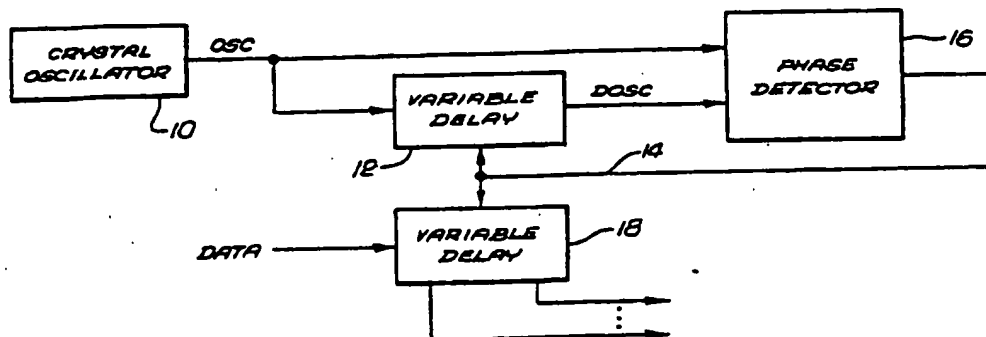 CRYSTAL
OSCILLATOR
10
OSC
VARIABLE
DELAY
12
DOSC
PHASE
DETECTOR
16
14
DATA
VARIABLE
DELAY
18